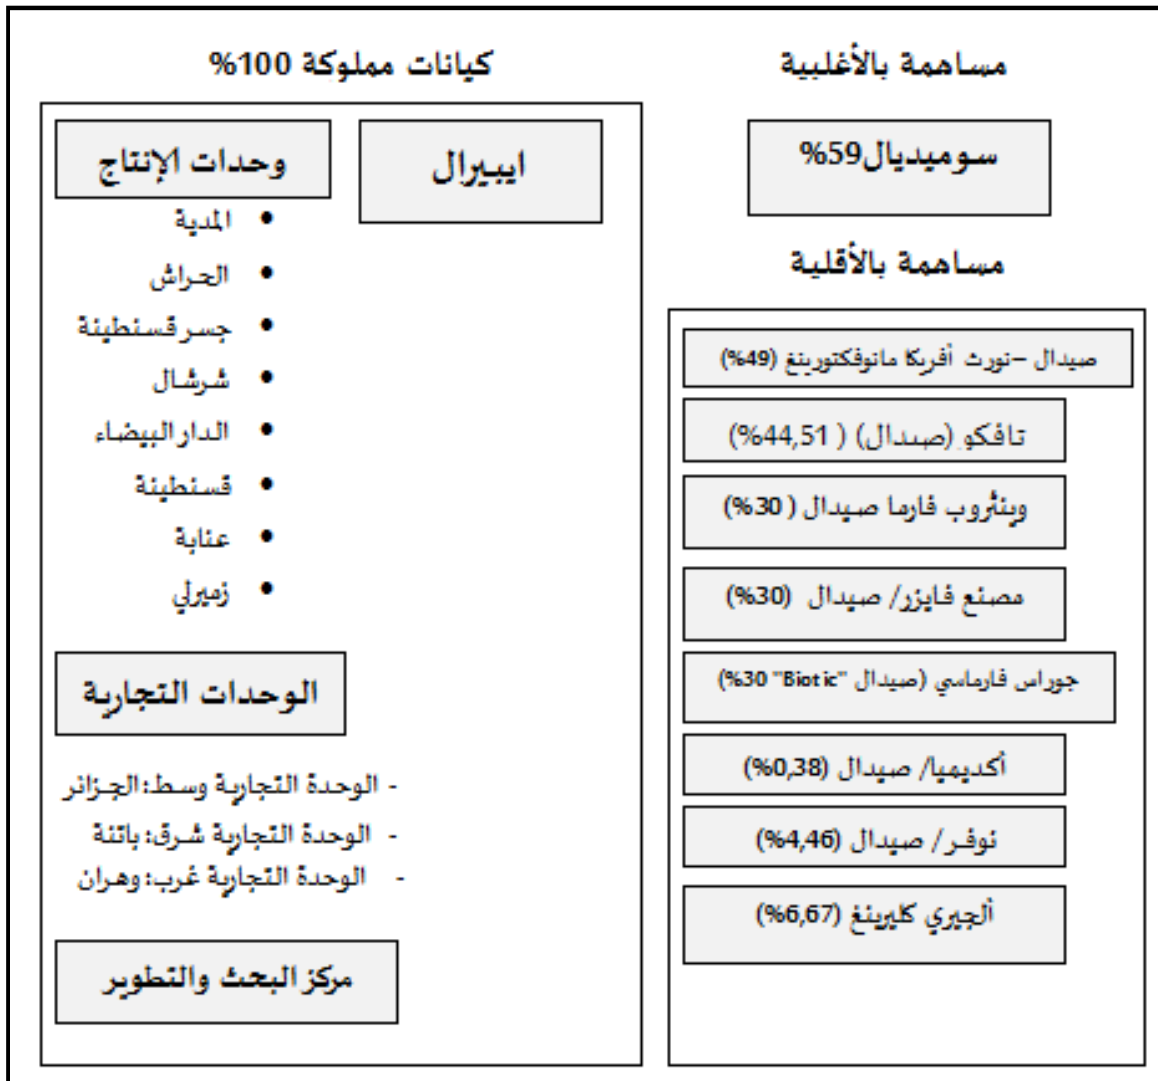 مساهمة بالأغلبية
سوميديال59%
مساهمة بالأقلية
صيدال –نورث أفريكا مانوفكتورينغ (49%)
تافكو (صيدال) ( 44,51%)
وينثروب فارما صيدال ( 30%)
مصنع فايزر/ صيدال (30%)
جوراس فارماسي (صيدال "Biotic" 30%)
أكديميا/ صيدال (0,38%)
نوفر/ صيدال (4,46%)
ألجيري كليرينغ (6,67%)
كيانات مملوكة 100%
ايبيرال
وحدات الإنتاج
• المدية
• الحراش
• جسر قسنطينة
• شرشال
• الدار البيضاء
• قسنطينة
• عنابة
• زميرلي
الوحدات التجارية
- الوحدة التجارية وسط: الجزائر
- الوحدة التجارية شرق: باتنة
- الوحدة التجارية غرب: وهران
مركز البحث والتطوير